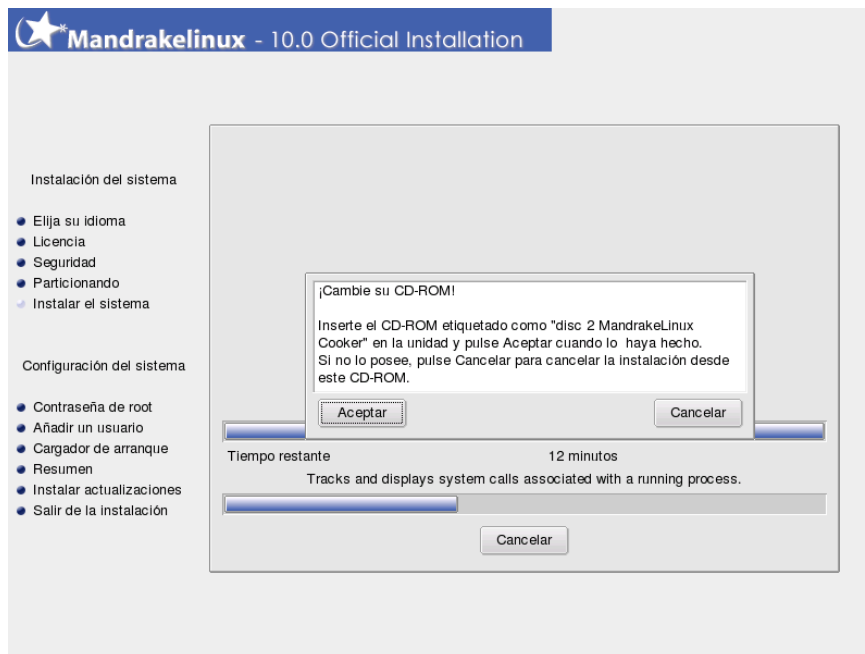 Mandrakelinux - 10.0 Official Installation
Instalación del sistema
Elija su idioma
Licencia
Seguridad
Particionando
Instalar el sistema
Configuración del sistema
Contraseña de root
Añadir un usuario
Cargador de arranque
Resumen
Instalar actualizaciones
Salir de la instalación
¡Cambie su CD-ROM!
Inserte el CD-ROM etiquetado como "disc 2 MandrakeLinux
Cooker" en la unidad y pulse Aceptar cuando lo  haya hecho.
Si no lo posee, pulse Cancelar para cancelar la instalación desde
este CD-ROM.
Aceptar
Cancelar
Tiempo restante
12 minutos
Tracks and displays system calls associated with a running process.
Cancelar